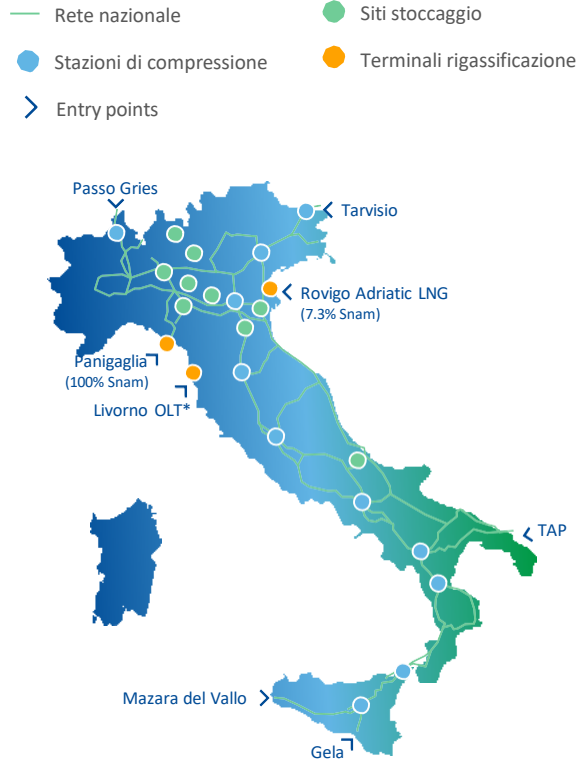 Rete nazionale
Siti stoccaggio
Stazioni di compressione
Terminali rigassificazione
Entry points
Passo Gries
Tarvisio
Rovigo Adriatic LNG
(7.3% Snam)
Panigaglia
(100% Snam)
Livorno OLT*
TAP
Mazara del Vallo
Gela